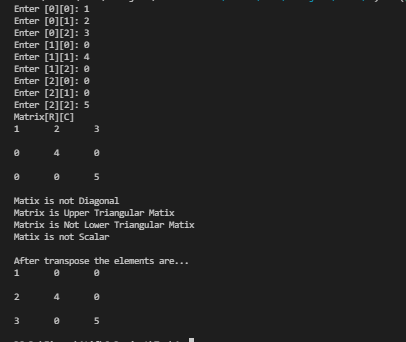 Enter [0][0]: 1
Enter [0][1]: 2
Enter [0][2]: 3
Enter [1][0]: 0
Enter [1][1]: 4
Enter [1][2]: 0
Enter [2][0]: 0
Enter [2][1]: 0
Enter [2][2]: 5
Matrix[R][C]
1 2 3
0 4 0
0 0 5
Matix is not Diagonal
Matrix is Upper Triangular Matix
Matrix is Not Lower Triangular Matix
Matix is not Scalar
After transpose the elements are...
1 0 0
2 4 0
3 0 5